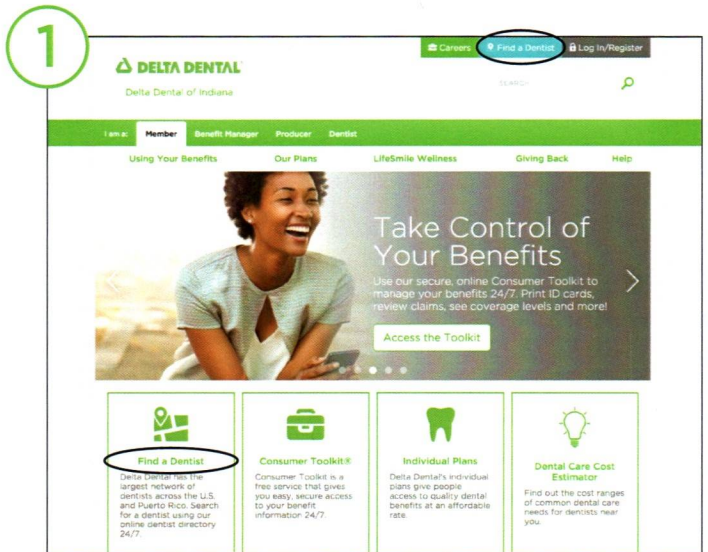 1
Careers
Find a Dentist
Log In/Register
DELTA DENTAL
Delta Dental of Indiana
SEARCH
I am a:
Member
Benefit Manager
Producer
Dentist
Using Your Benefits
Our Plans
LifeSmile Wellness
Giving Back
Help
Take Control of
Your Benefits
Use our secure, online Consumer Toolkit to
manage your benefits 24/7. Print ID cards,
review claims, see coverage levels and more!
Access the Toolkit
Find a Dentist
Delta Dental has the
largest network of
dentists across the U.S.
and Puerto Rico. Search
for a dentist using our
online dentist directory
24/7.
Consumer Toolkit®
Consumer Toolkit is a
free service that gives
you easy, secure access
to your benefit
information 24/7.
Individual Plans
Delta Dental's individual
plans give people
access to quality dental
benefits at an affordable
rate.
Dental Care Cost
Estimator
Find out the cost ranges
of common dental care
needs for dentists near
you.